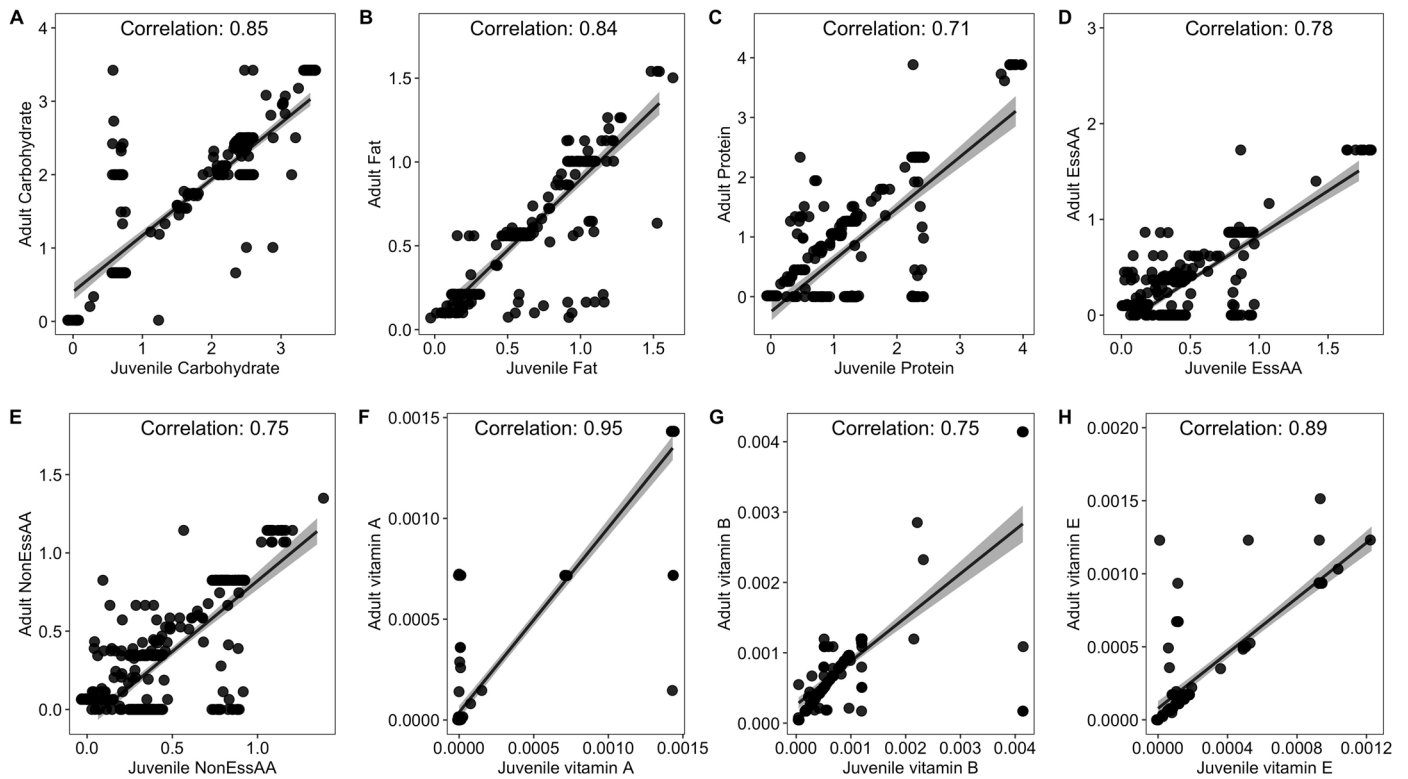 A
Correlation: 0.85
4
3
2
1
0
Adult Carbohydrate
0 1 2 3
Juvenile Carbohydrate
B
Correlation: 0.84
1.5
1.0
0.5
0.0
Adult Fat
0.0 0.5 1.0 1.5
Juvenile Fat
C
Correlation: 0.71
4
3
2
1
0
Adult Protein
0 1 2 3 4
Juvenile Protein
D
Correlation: 0.78
3
2
1
0
Adult EssAA
0.0 0.5 1.0 1.5
Juvenile EssAA
E
Correlation: 0.75
1.5
1.0
0.5
0.0
Adult NonEssAA
0.0 0.5 1.0
Juvenile NonEssAA
F
Correlation: 0.95
0.0015
0.0010
0.0005
0.0000
Adult vitamin A
0.0000 0.0005 0.0010 0.0015
Juvenile vitamin A
G
Correlation: 0.75
0.004
0.003
0.002
0.001
0.000
Adult vitamin B
0.000 0.001 0.002 0.003 0.004
Juvenile vitamin B
H
Correlation: 0.89
0.0020
0.0015
0.0010
0.0005
0.0000
Adult vitamin E
0.0000 0.0004 0.0008 0.0012
Juvenile vitamin E